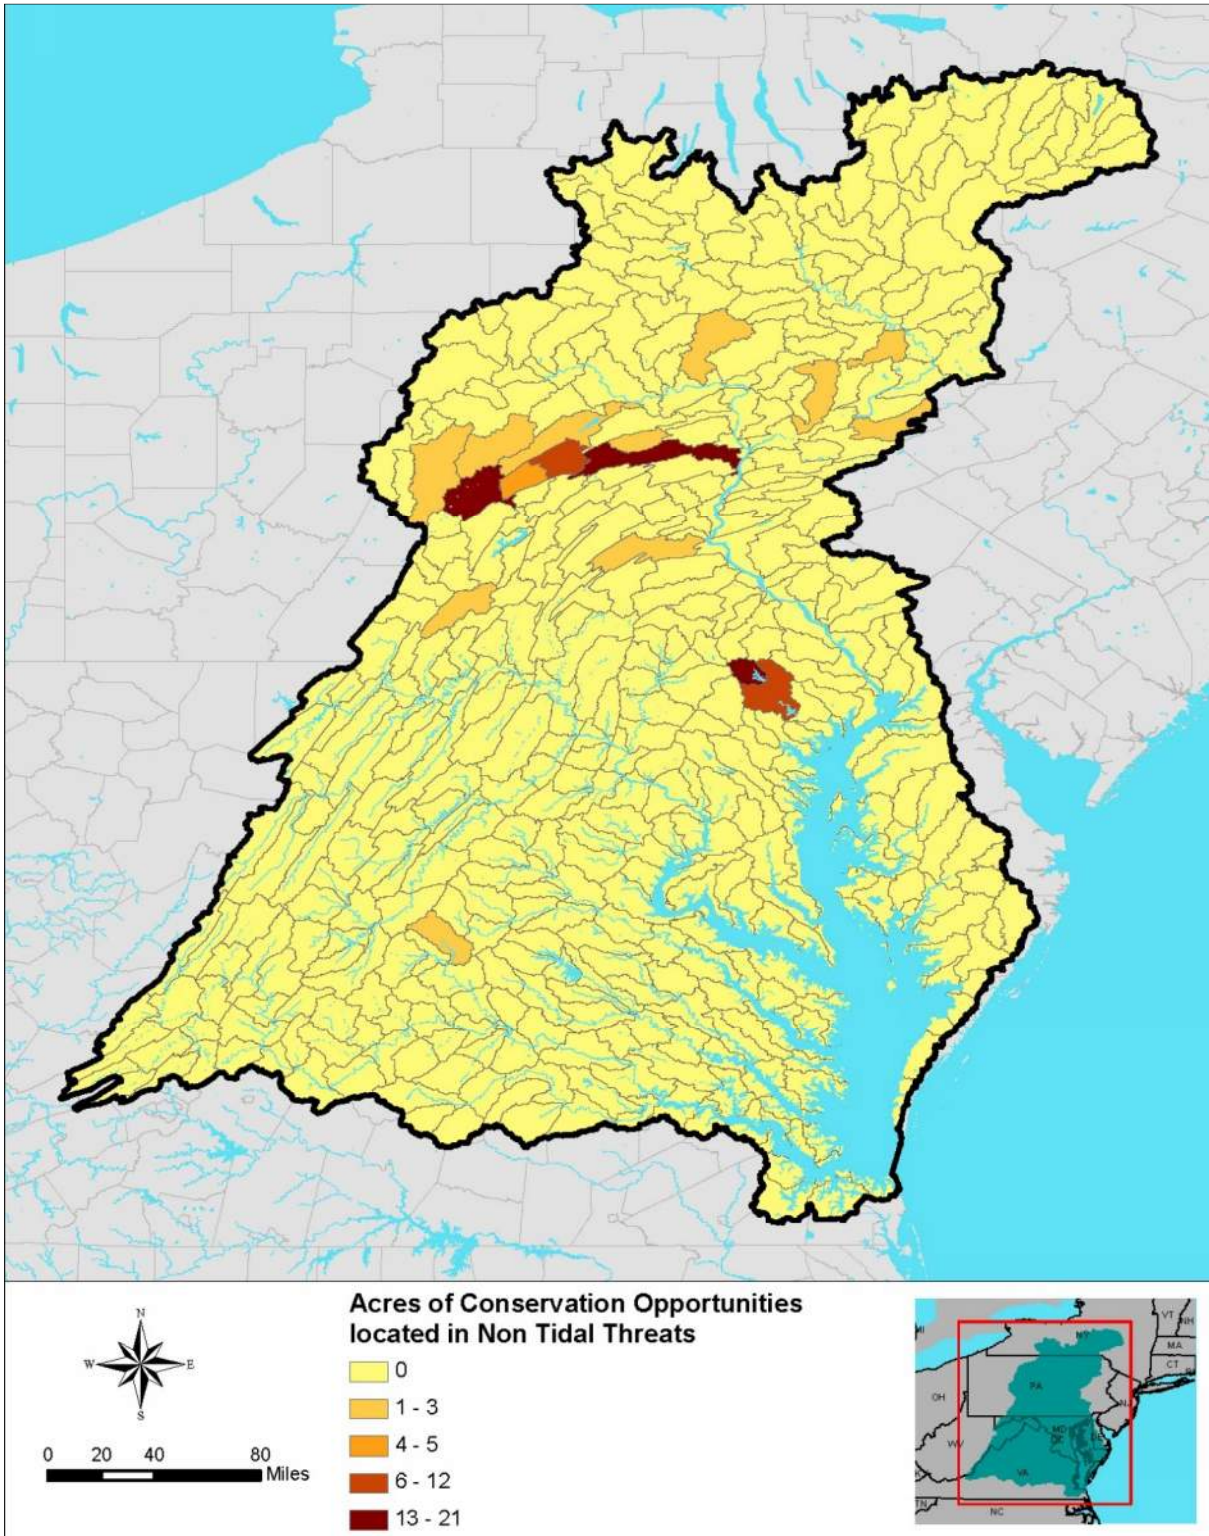 N
W E
S
0 20 40 80
Miles
Acres of Conservation Opportunities
located in Non Tidal Threats
0
1 - 3
4 - 5
6 - 12
13 - 21
MI
NY
VT
NH
MA
CT
PA
OH
NJ
MD
DE
WV
VA
TN
NC